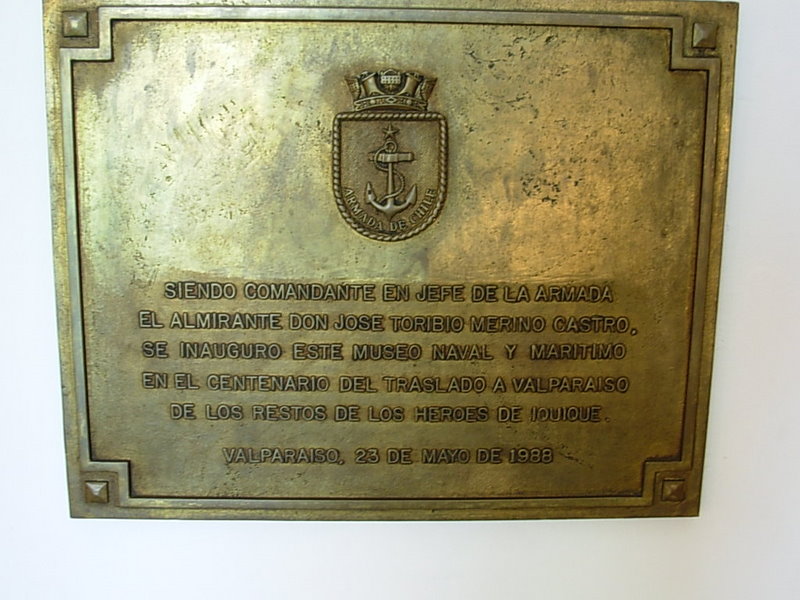 ARMADA DE CHILE
SIENDO COMANDANTE EN JEFE DE LA ARMADA
EL ALMIRANTE DON JOSE TORIBIO MERINO CASTRO,
SE INAUGURO ESTE MUSEO NAVAL Y MARITIMO
EN EL CENTENARIO DEL TRASLADO A VALPARAISO
DE LOS RESTOS DE LOS HEROES DE IQUIQUE.
VALPARAISO, 23 DE MAYO DE 1988